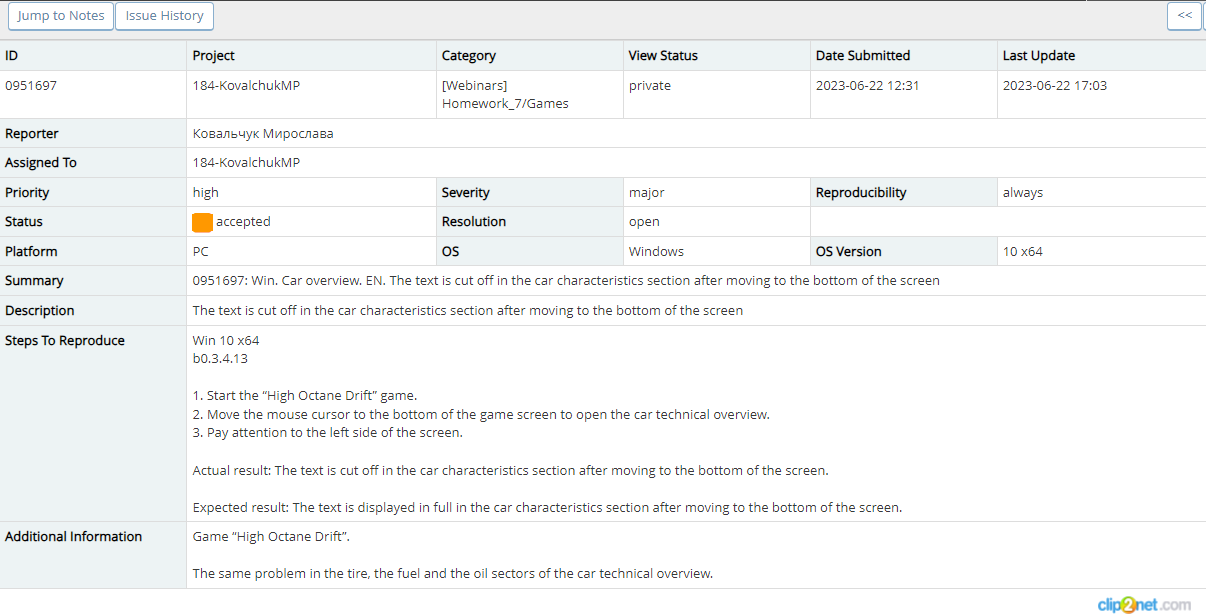 Jump to Notes Issue History <<
ID Project Category View Status Date Submitted Last Update
0951697 184-KovalchukMP [Webinars] private 2023-06-22 12:31 2023-06-22 17:03
Homework_7/Games
Reporter Ковальчук Мирослава
Assigned To 184-KovalchukMP
Priority high Severity major Reproducibility always
Status accepted Resolution open
Platform PC OS Windows OS Version 10 x64
Summary 0951697: Win. Car overview. EN. The text is cut off in the car characteristics section after moving to the bottom of the screen
Description The text is cut off in the car characteristics section after moving to the bottom of the screen
Steps To Reproduce Win 10 x64
b0.3.4.13
1. Start the “High Octane Drift” game.
2. Move the mouse cursor to the bottom of the game screen to open the car technical overview.
3. Pay attention to the left side of the screen.
Actual result: The text is cut off in the car characteristics section after moving to the bottom of the screen.
Expected result: The text is displayed in full in the car characteristics section after moving to the bottom of the screen.
Additional Information Game “High Octane Drift”.
The same problem in the tire, the fuel and the oil sectors of the car technical overview.
clip2net.com